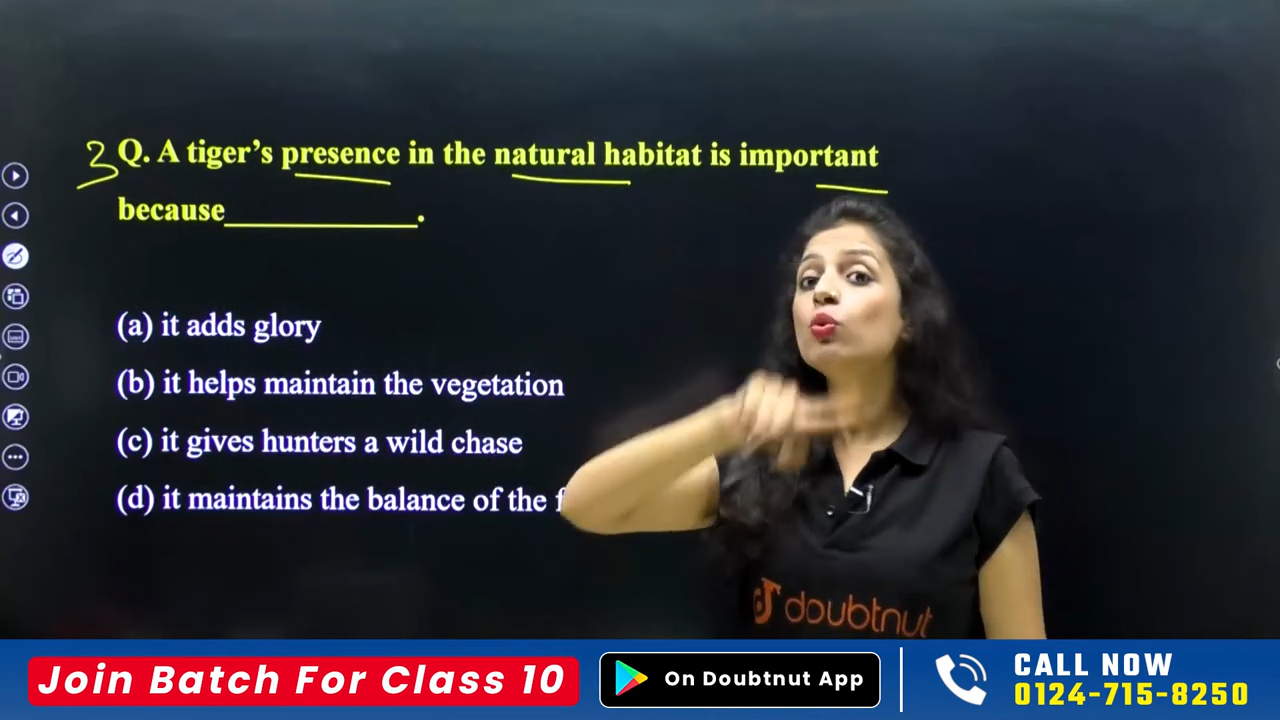 3 Q. A tiger’s presence in the natural habitat is important
because____________.
(a) it adds glory
(b) it helps maintain the vegetation
(c) it gives hunters a wild chase
(d) it maintains the balance of the
doubtnut
Join Batch For Class 10
On Doubtnut App
CALL NOW
0124-715-8250